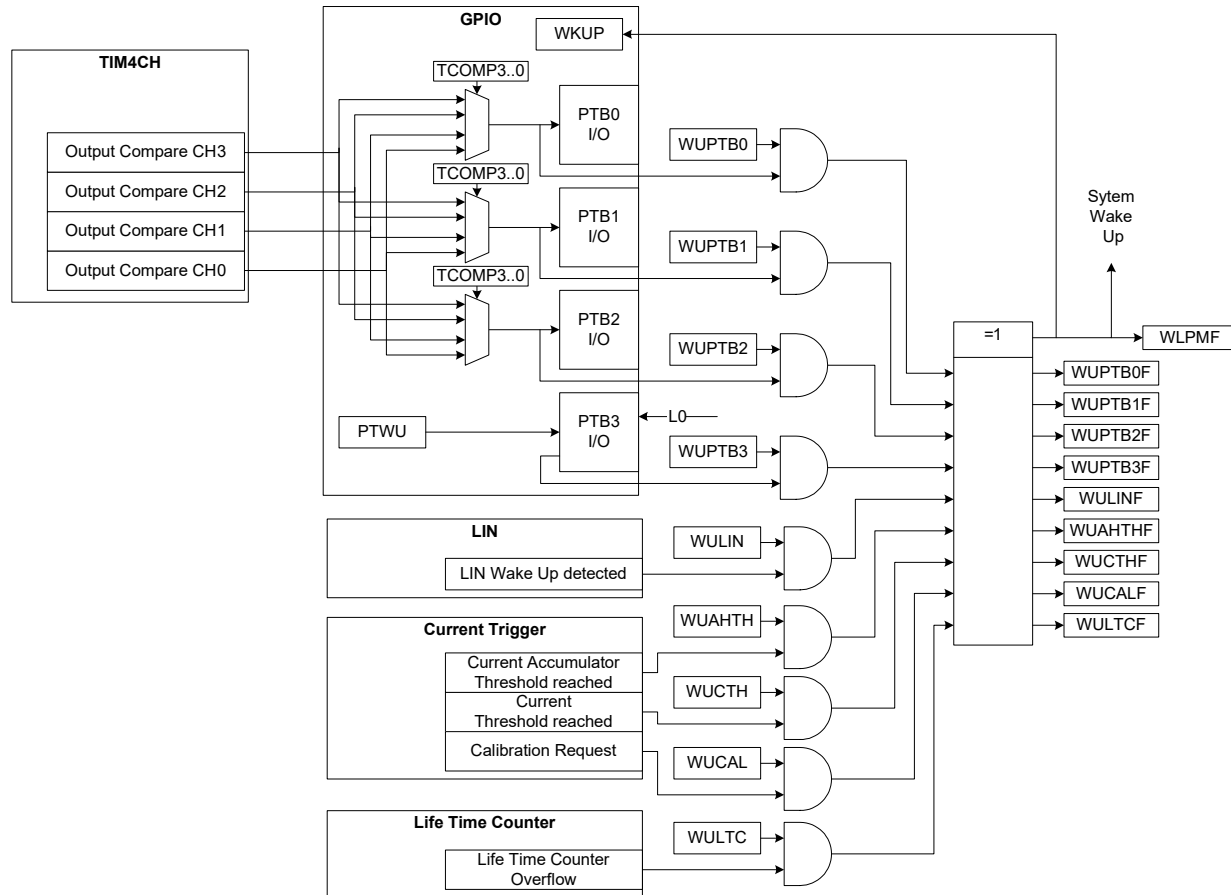 GPIO
WKUP
TIM4CH
TCOMP3..0
PTB0
I/O
Output Compare CH3
Output Compare CH2
Output Compare CH1
Output Compare CH0
WUPTB0
TCOMP3..0
PTB1
I/O
WUPTB1
Sytem
Wake
Up
TCOMP3..0
PTB2
I/O
WUPTB2
=1
WLPMF
WUPTB0F
WUPTB1F
WUPTB2F
WUPTB3F
WULINF
WUAHTHF
WUCTHF
WUCALF
WULTCF
PTWU
PTB3
I/O
L0
WUPTB3
LIN
LIN Wake Up detected
WULIN
Current Trigger
Current Accumulator
Threshold reached
Current
Threshold reached
Calibration Request
WUAHTH
WUCTH
WUCAL
Life Time Counter
Life Time Counter
Overflow
WULTC